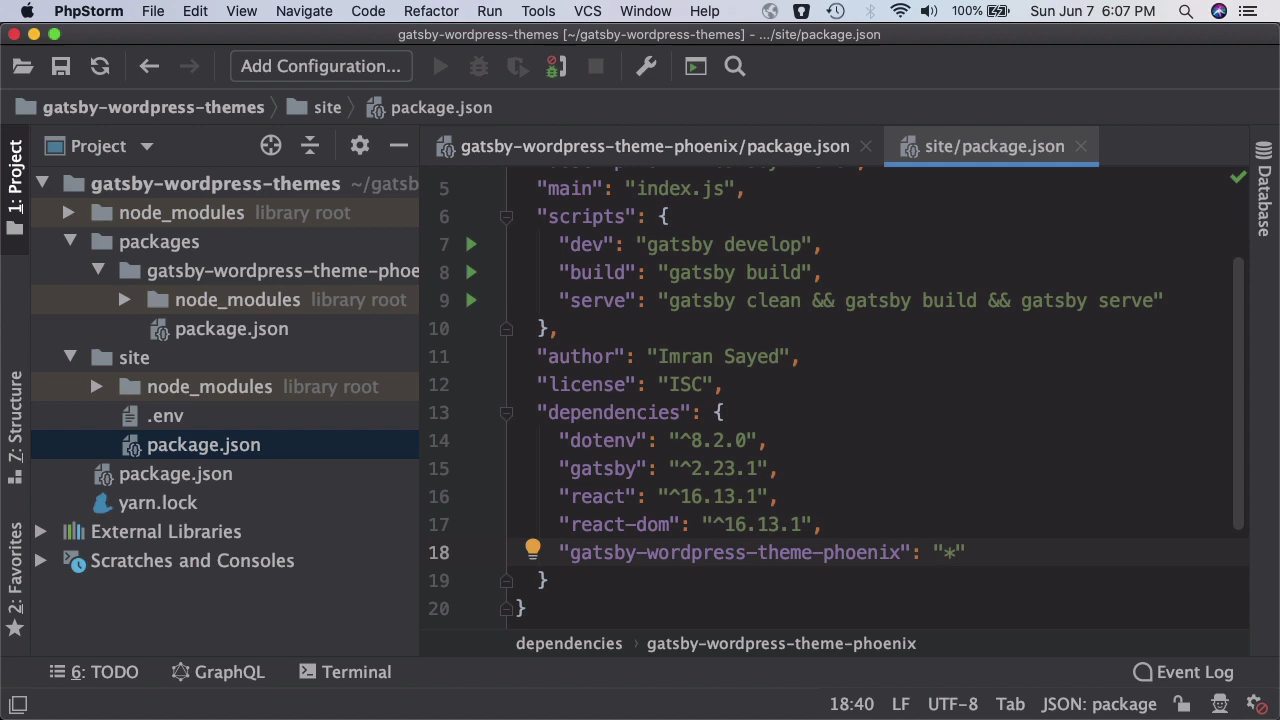 PhpStorm File Edit View Navigate Code Refactor Run Tools VCS Window Help 100% Sun Jun 7 6:07 PM
gatsby-wordpress-themes [~/gatsby-wordpress-themes] – .../site/package.json
Add Configuration...
gatsby-wordpress-themes site package.json
Project
gatsby-wordpress-theme-phoenix/package.json
site/package.json
1: Project
7: Structure
2: Favorites
Database
gatsby-wordpress-themes ~/gatsb
node_modules library root
packages
gatsby-wordpress-theme-phoe
node_modules library root
package.json
site
node_modules library root
.env
package.json
package.json
yarn.lock
External Libraries
Scratches and Consoles
5 "main": "index.js",
6 "scripts": {
7 "dev": "gatsby develop",
8 "build": "gatsby build",
9 "serve": "gatsby clean && gatsby build && gatsby serve"
10 },
11 "author": "Imran Sayed",
12 "license": "ISC",
13 "dependencies": {
14 "dotenv": "^8.2.0",
15 "gatsby": "^2.23.1",
16 "react": "^16.13.1",
17 "react-dom": "^16.13.1",
18 "gatsby-wordpress-theme-phoenix": "*"
19 }
20 }
dependencies › gatsby-wordpress-theme-phoenix
6: TODO GraphQL Terminal Event Log
18:40 LF UTF-8 Tab JSON: package